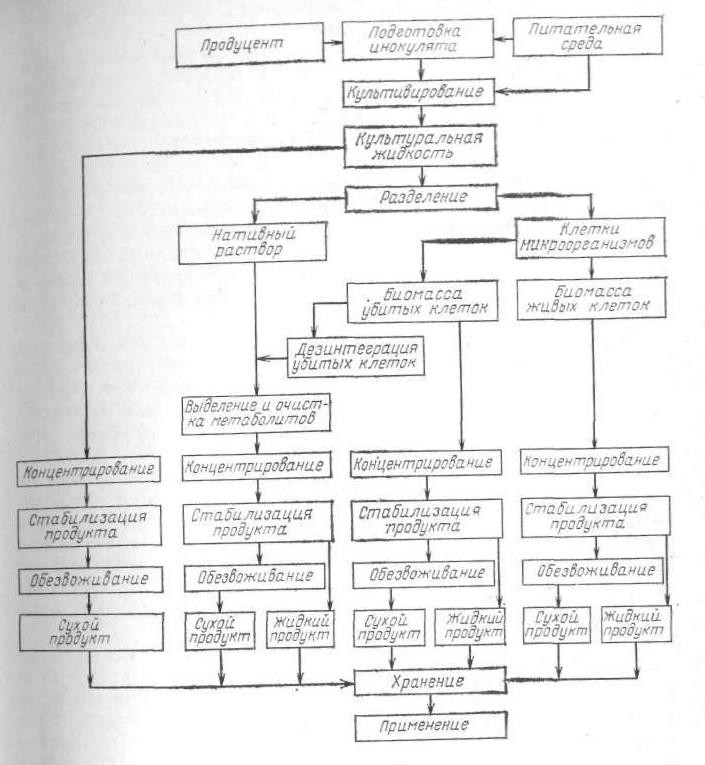 Продуцент
Подготовка
инокулята
Питательная
среда
Культивирование
Культуральная
жидкость
Разделение
Нативный
раствор
Клетки
микроорганизмов
Биомасса
убитых клеток
Биомасса
живых клеток
Дезинтеграция
убитых клеток
Выделение и очист-
ка метаболитов
Концентрирование
Концентрирование
Концентрирование
Концентрирование
Стабилизация
продукта
Стабилизация
продукта
Стабилизация
продукта
Стабилизация
продукта
Обезвоживание
Обезвоживание
Обезвоживание
Обезвоживание
Сухой
продукт
Сухой
продукт
Жидкий
продукт
Сухой
продукт
Жидкий
продукт
Сухой
продукт
Жидкий
продукт
Хранение
Применение